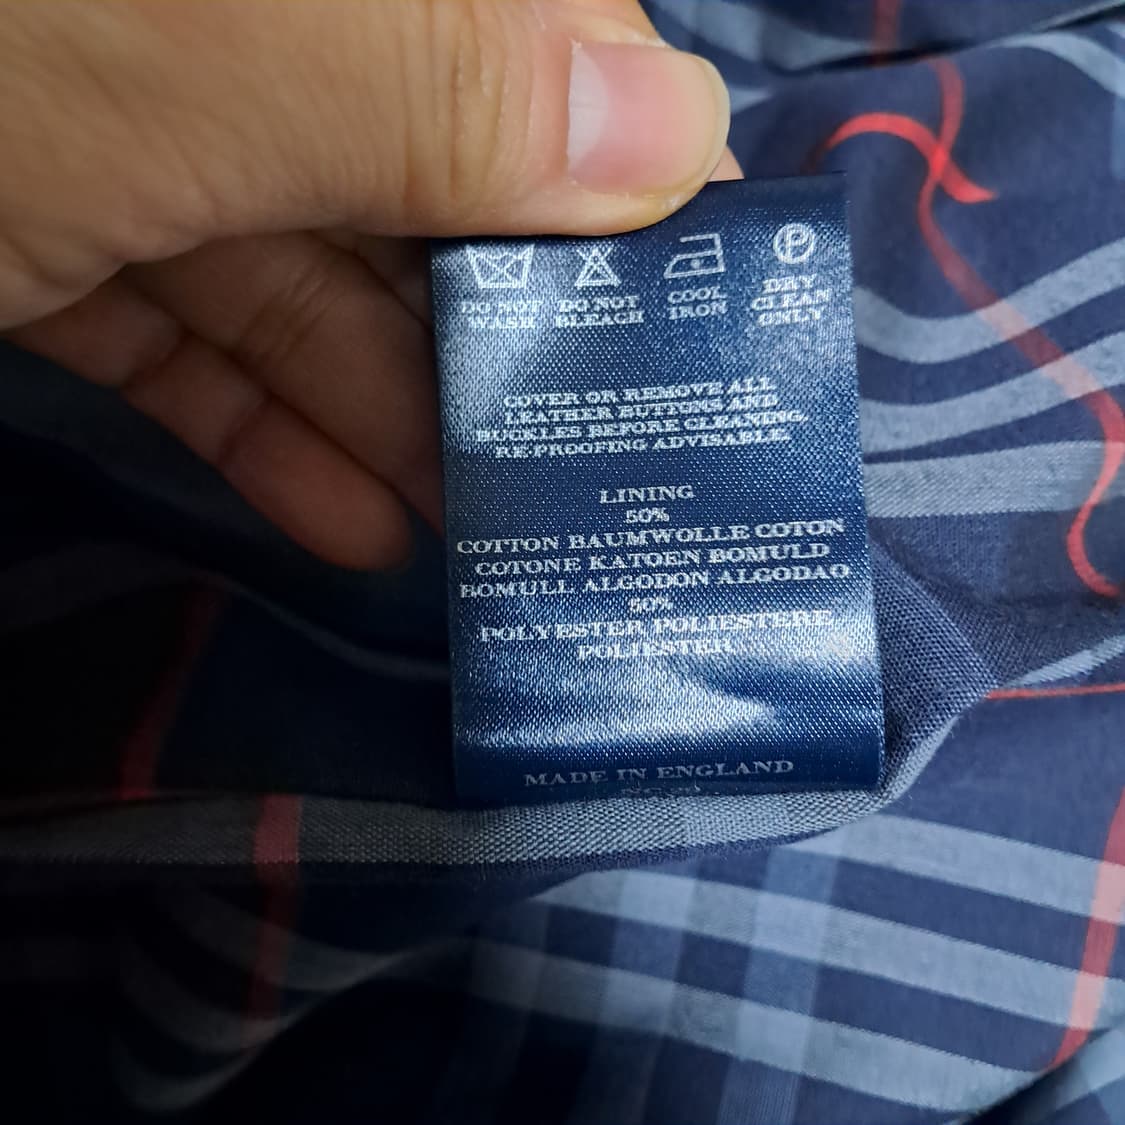 DO NOT WASH
DO NOT BLEACH
COOL IRON
P
DRY CLEAN ONLY
COVER OR REMOVE ALL
LEATHER BUTTONS AND
BUCKLES BEFORE CLEANING.
RE-PROOFING ADVISABLE.
LINING
50%
COTTON BAUMWOLLE COTON
COTONE KATOEN BOMULD
BOMULL ALGODON ALGODAO
50%
POLYESTER POLIESTERE
POLIESTER
MADE IN ENGLAND